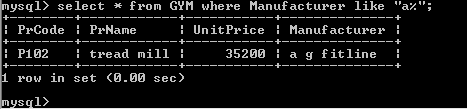 mysql> select * from GYM where Manufacturer like "a%";
+--------+------------+-----------+--------------+
| PrCode | PrName     | UnitPrice | Manufacturer |
+--------+------------+-----------+--------------+
| P102   | tread mill |     35200 | a g fitline  |
+--------+------------+-----------+--------------+
1 row in set (0.00 sec)
mysql>